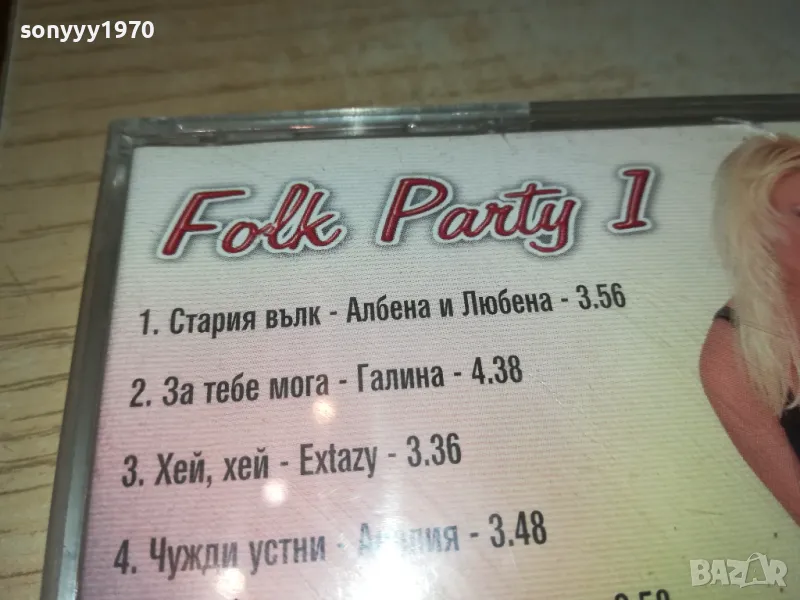 sonyyy1970
Folk Party 1
1. Стария вълк - Албена и Любена - 3.56
2. За тебе мога - Галина - 4.38
3. Хей, хей - Extazy - 3.36
4. Чужди устни - - 3.48
BAZAR